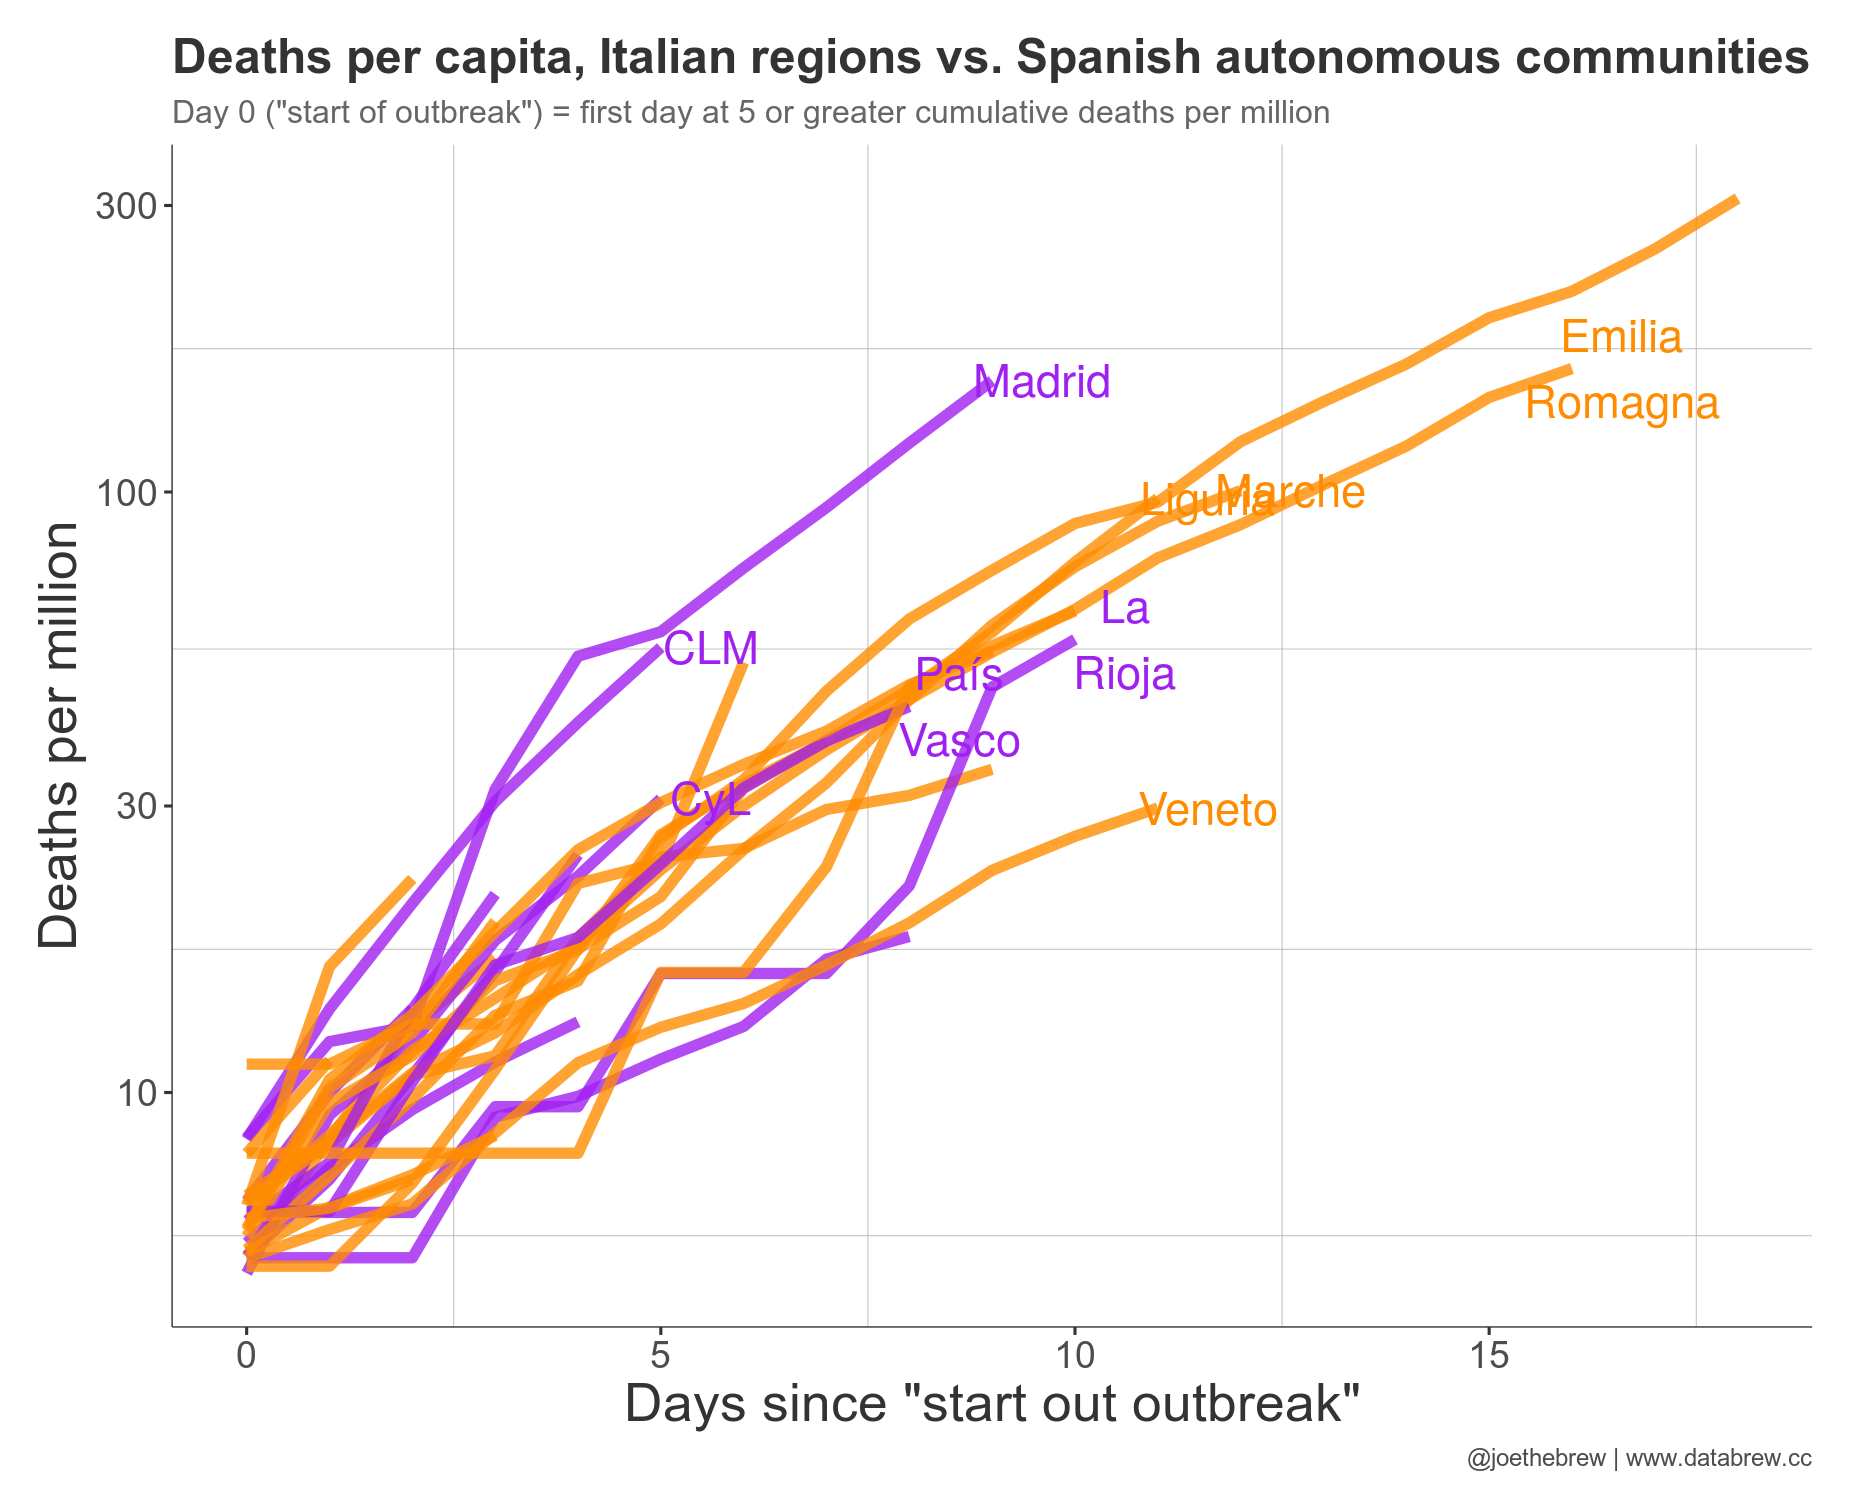 Deaths per capita, Italian regions vs. Spanish autonomous communities
Day 0 ("start of outbreak") = first day at 5 or greater cumulative deaths per million
Deaths per million
300
100
30
10
Emilia
Romagna
Madrid
Liguria
Marche
La
Rioja
CLM
País
Vasco
CyL
Veneto
0
5
10
15
Days since "start out outbreak"
@joethebrew | www.databrew.cc